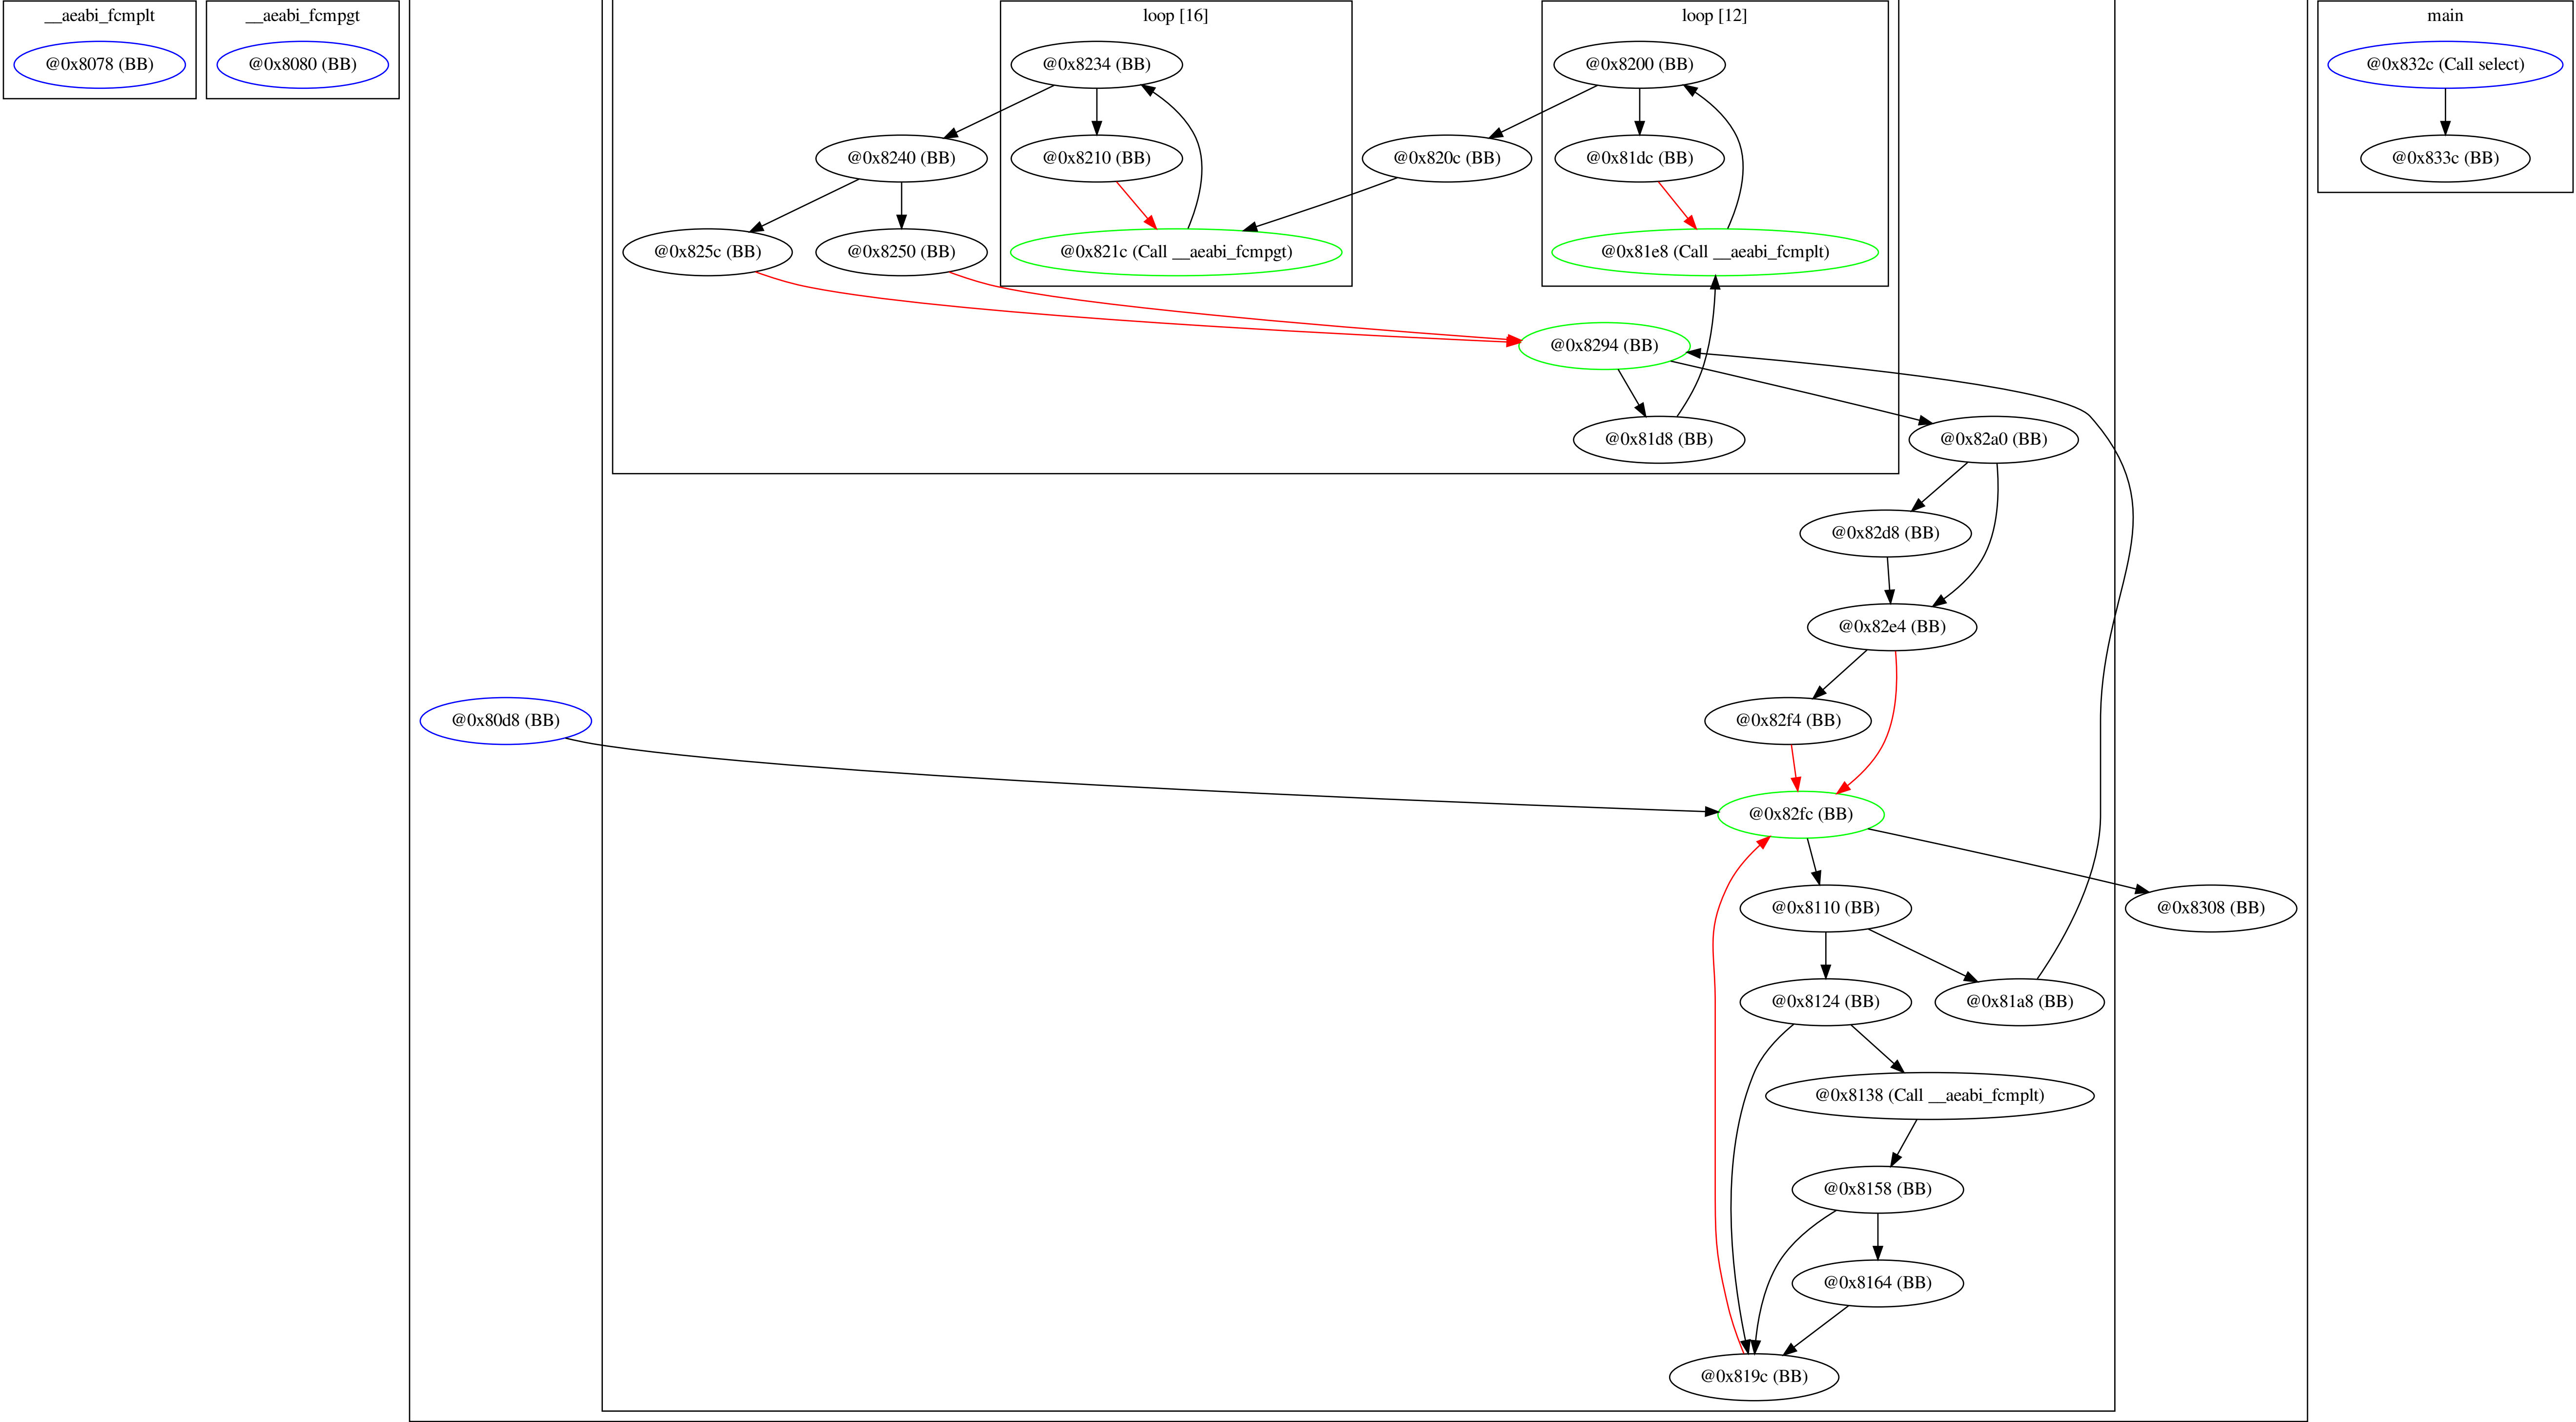 __aeabi_fcmplt
__aeabi_fcmpgt
loop [16]
loop [12]
main
@0x8078 (BB)
@0x8080 (BB)
@0x8234 (BB)
@0x8200 (BB)
@0x832c (Call select)
@0x8240 (BB)
@0x8210 (BB)
@0x820c (BB)
@0x81dc (BB)
@0x833c (BB)
@0x825c (BB)
@0x8250 (BB)
@0x821c (Call __aeabi_fcmpgt)
@0x81e8 (Call __aeabi_fcmplt)
@0x8294 (BB)
@0x81d8 (BB)
@0x82a0 (BB)
@0x82d8 (BB)
@0x82e4 (BB)
@0x80d8 (BB)
@0x82f4 (BB)
@0x82fc (BB)
@0x8110 (BB)
@0x8308 (BB)
@0x8124 (BB)
@0x81a8 (BB)
@0x8138 (Call __aeabi_fcmplt)
@0x8158 (BB)
@0x8164 (BB)
@0x819c (BB)